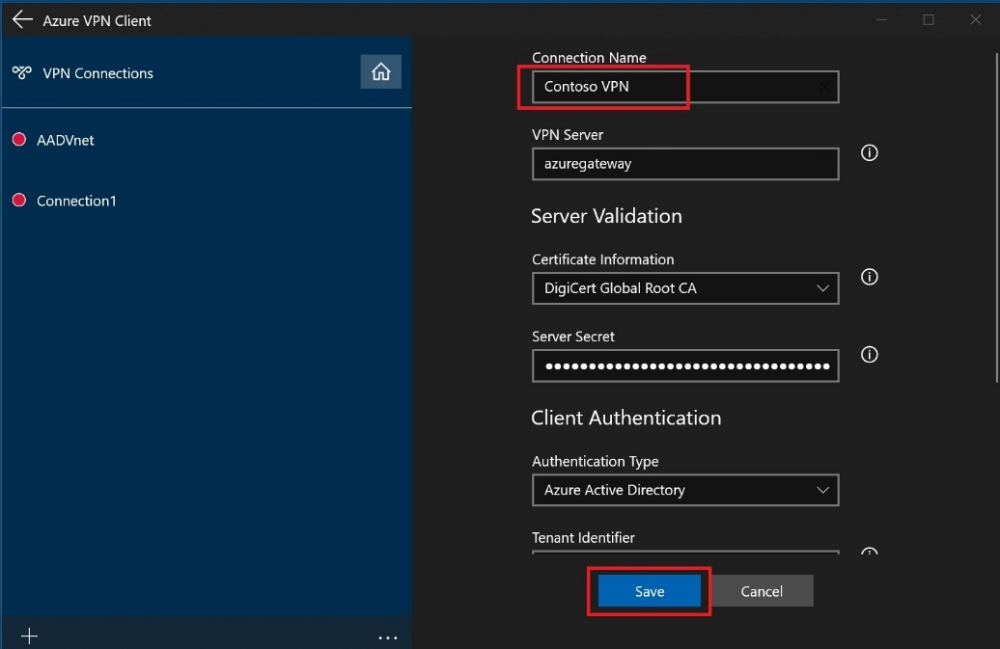 Azure VPN Client
VPN Connections
AADVnet
Connection1
Connection Name
Contoso VPN
VPN Server
azuregateway
Server Validation
Certificate Information
DigiCert Global Root CA
Server Secret
●●●●●●●●●●●●●●●●●●●●●●●●●●●●●●●●
Client Authentication
Authentication Type
Azure Active Directory
Tenant Identifier
Save Cancel